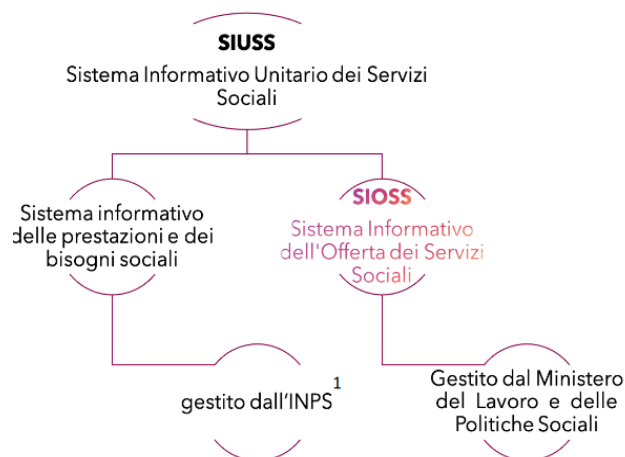 SIUSS
Sistema Informativo Unitario dei Servizi
Sociali
Sistema informativo
delle prestazioni e dei
bisogni sociali
SIOSS
Sistema Informativo
dell'Offerta dei Servizi
Sociali
gestito dall'INPS 1
Gestito dal Ministero
del Lavoro e delle
Politiche Sociali